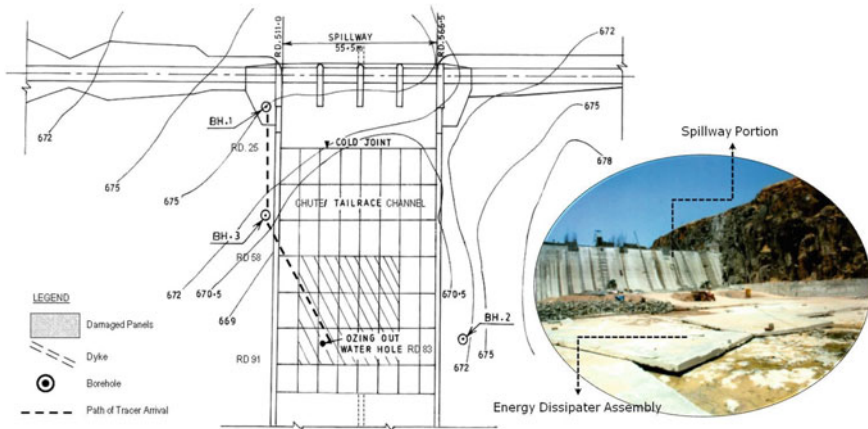 RD.511-0
SPILLWAY
55·5m
RD.566·5
672
675
678
BH.1
672
675
675
RD.25
COLD JOINT
CHUTE/ TAILRACE CHANNEL
BH.3
RD 58
672
670·5
669
670·5
BH.2
672
675
OZING OUT
WATER HOLE
RD 83
RD 91
LEGEND
Damaged Panels
Dyke
Borehole
Path of Tracer Arrival
Spillway Portion
Energy Dissipater Assembly